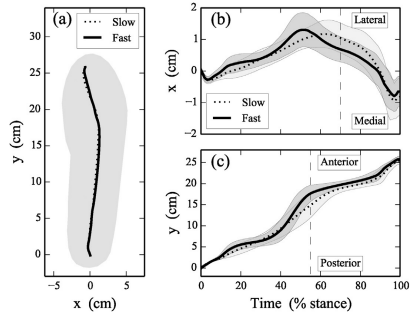 (a)
Slow
Fast
35
30
25
20
15
10
5
0
y (cm)
−5
0
5
x (cm)
(b)
Lateral
2
1
0
−1
−2
x (cm)
Slow
Fast
Medial
(c)
Anterior
25
20
15
10
5
0
y (cm)
Posterior
0
20
40
60
80
100
Time (% stance)